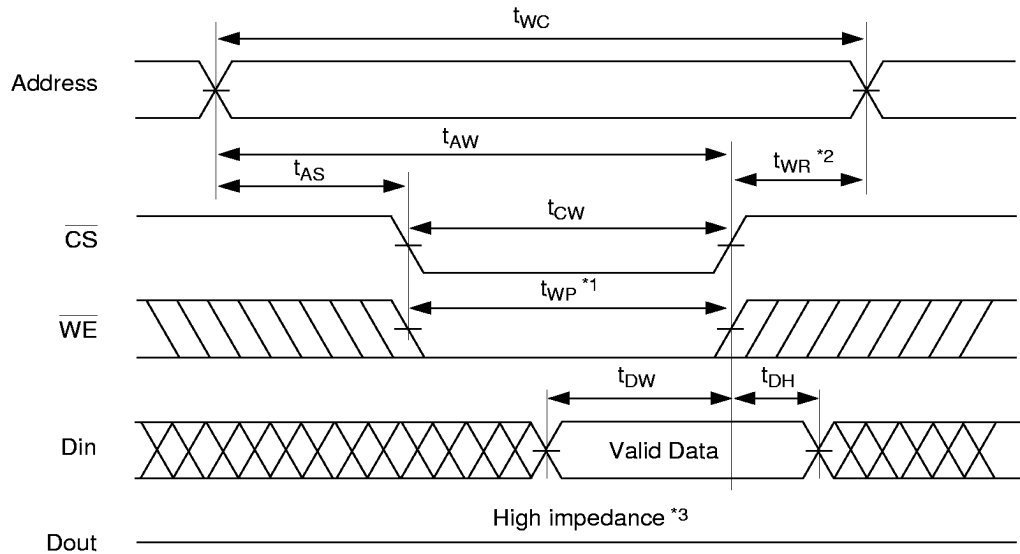 tWC
Address
tAW
tAS
tWR *2
tCW
CS
tWP *1
WE
tDW
tDH
Din
Valid Data
High impedance *3
Dout